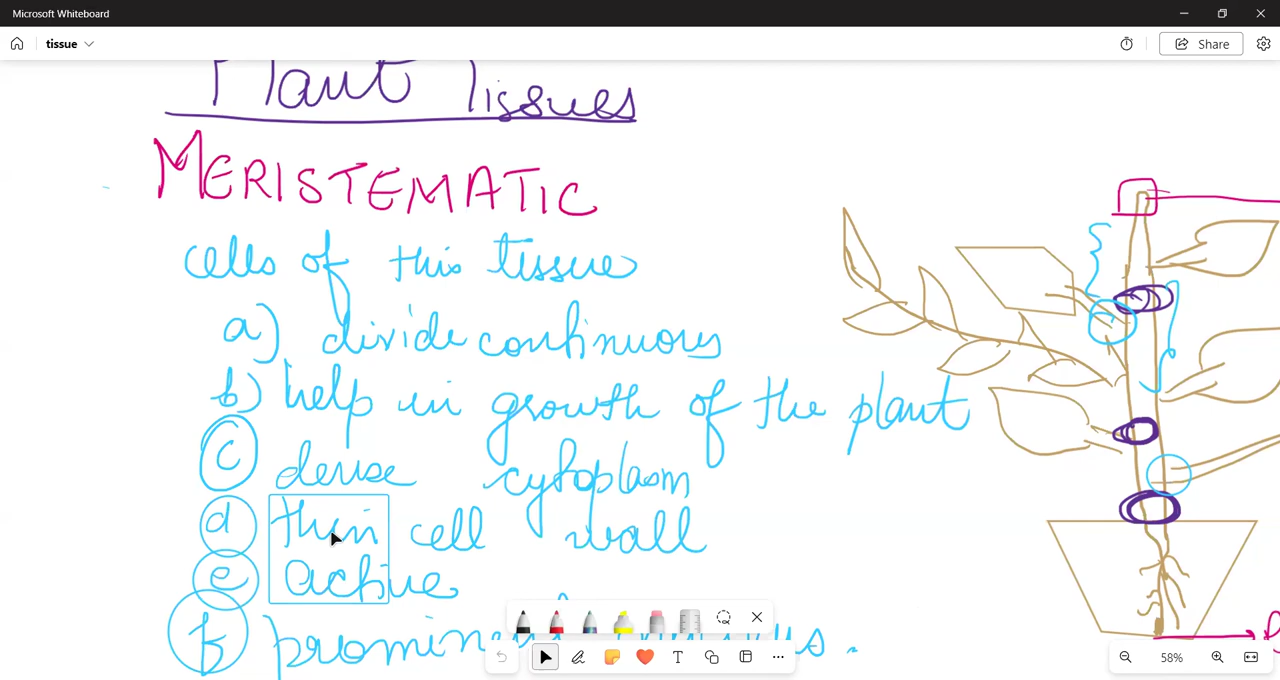 Microsoft Whiteboard
tissue
Share
Plant Tissues
MERISTEMATIC
cells of this tissue
a) divide continuous
b) help in growth of the plant
c dense cytoplasm
d thin cell wall
e active
f prominent
58%